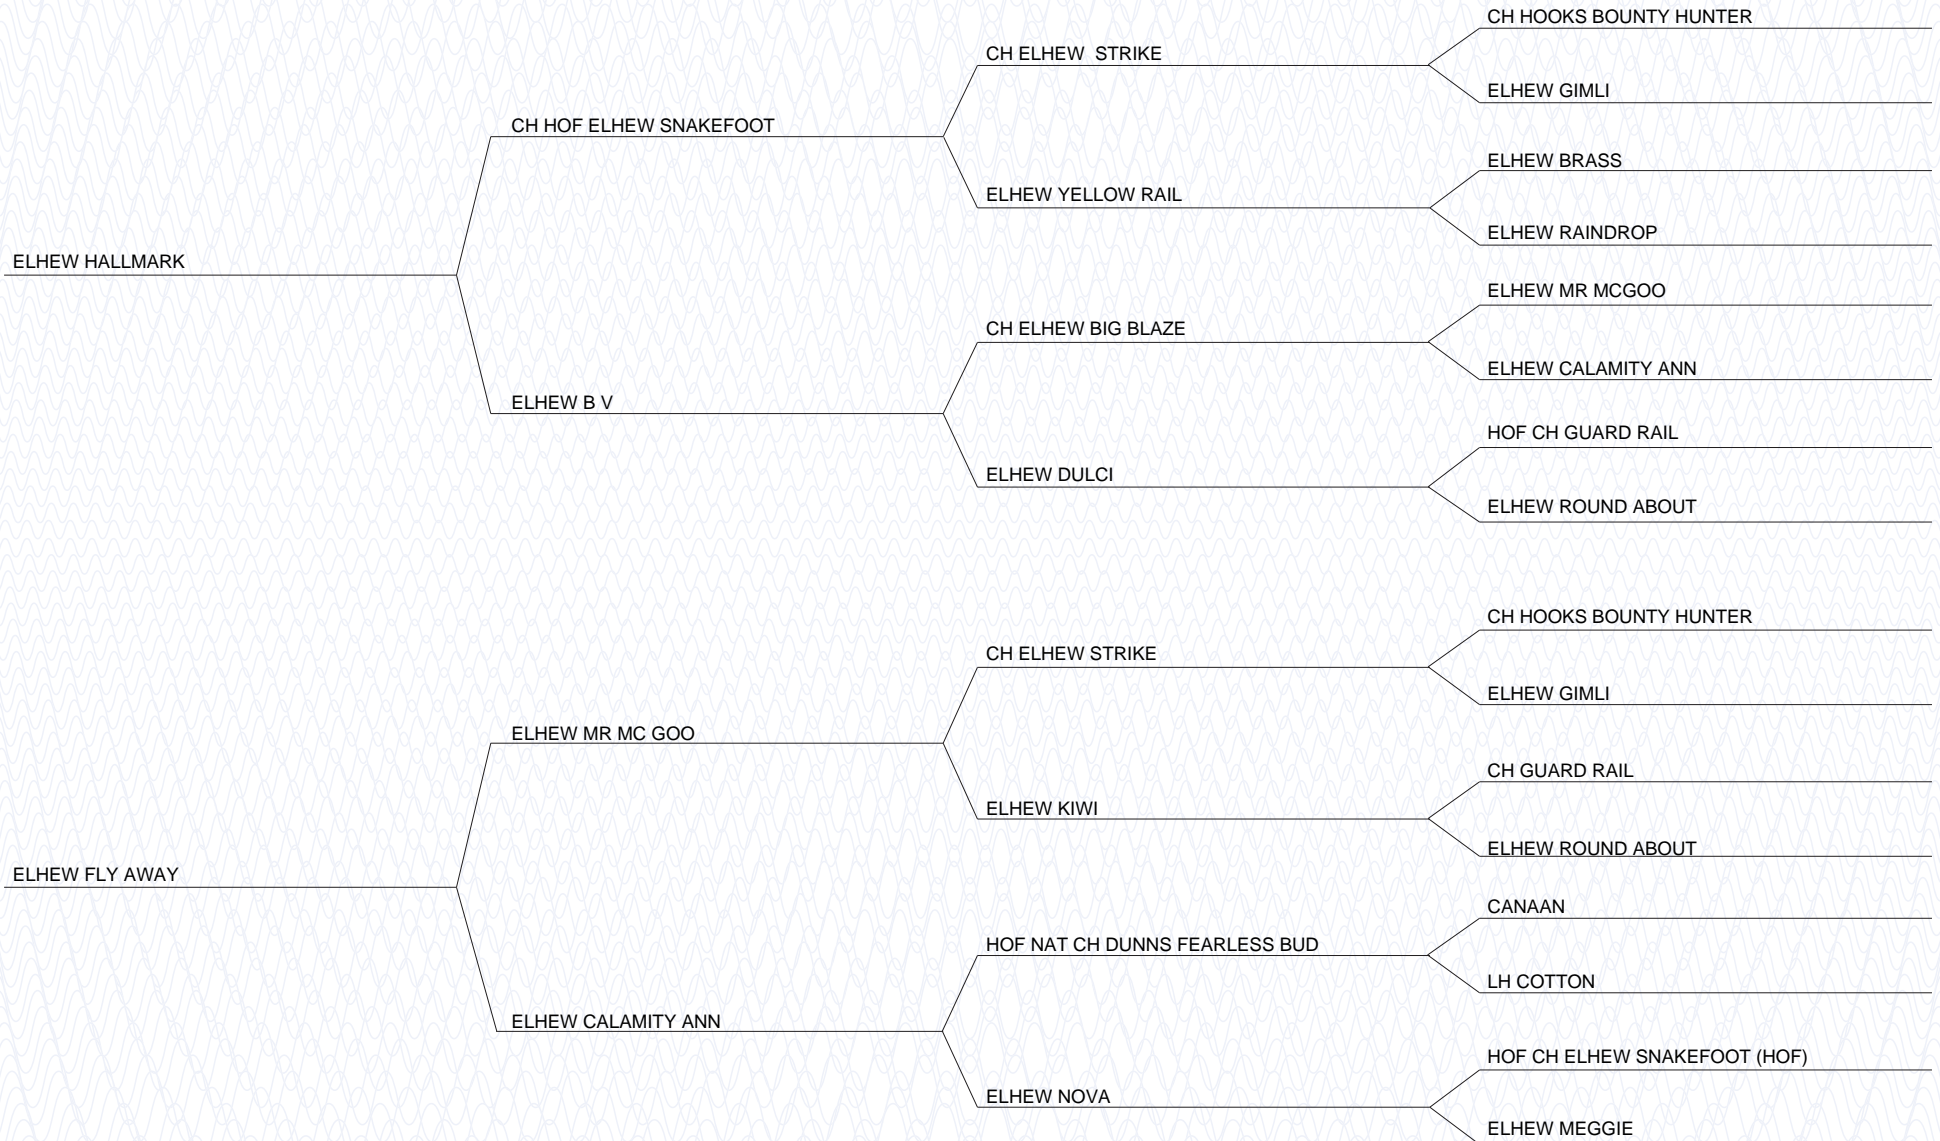 CH HOOKS BOUNTY HUNTER
CH ELHEW  STRIKE
ELHEW GIMLI
CH HOF ELHEW SNAKEFOOT
ELHEW BRASS
ELHEW YELLOW RAIL
ELHEW RAINDROP
ELHEW HALLMARK
ELHEW MR MCGOO
CH ELHEW BIG BLAZE
ELHEW CALAMITY ANN
ELHEW B V
HOF CH GUARD RAIL
ELHEW DULCI
ELHEW ROUND ABOUT
CH HOOKS BOUNTY HUNTER
CH ELHEW STRIKE
ELHEW GIMLI
ELHEW MR MC GOO
CH GUARD RAIL
ELHEW KIWI
ELHEW ROUND ABOUT
ELHEW FLY AWAY
CANAAN
HOF NAT CH DUNNS FEARLESS BUD
LH COTTON
ELHEW CALAMITY ANN
HOF CH ELHEW SNAKEFOOT (HOF)
ELHEW NOVA
ELHEW MEGGIE